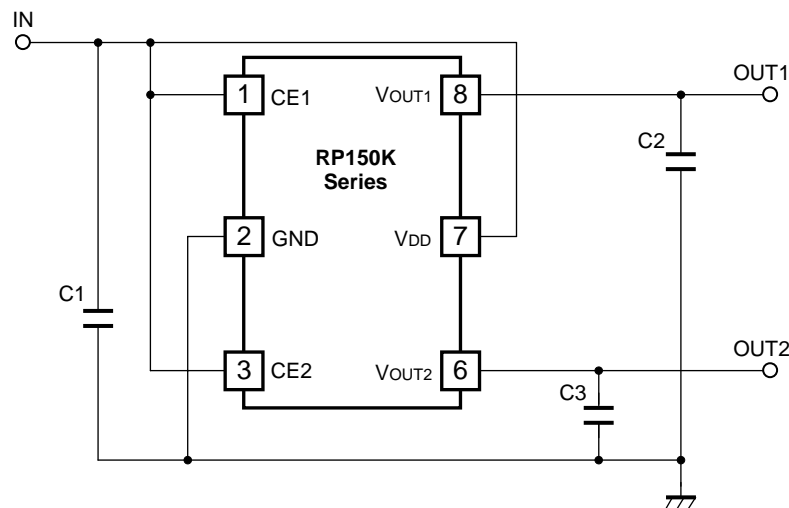 IN
OUT1
1
CE1
VOUT1
8
C2
RP150K
Series
2
GND
VDD
7
C1
OUT2
3
CE2
VOUT2
6
C3